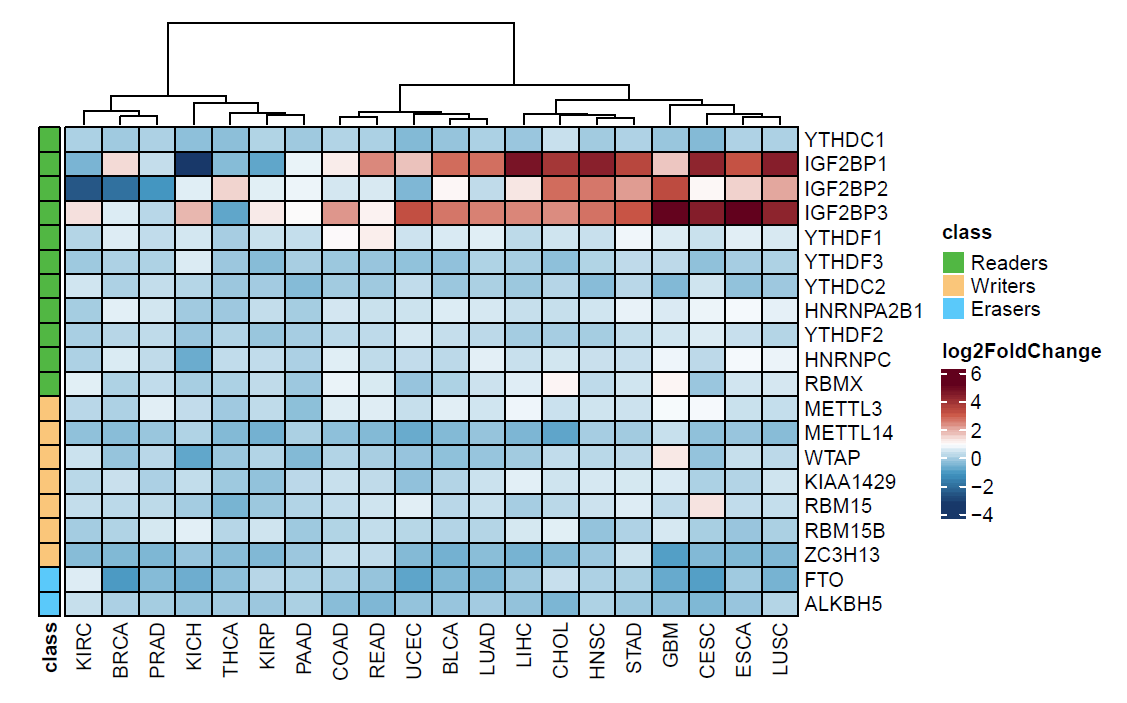 YTHDC1
IGF2BP1
IGF2BP2
IGF2BP3
YTHDF1
YTHDF3
YTHDC2
HNRNPA2B1
YTHDF2
HNRNPC
RBMX
METTL3
METTL14
WTAP
KIAA1429
RBM15
RBM15B
ZC3H13
FTO
ALKBH5
class
KIRC
BRCA
PRAD
KICH
THCA
KIRP
PAAD
COAD
READ
UCEC
BLCA
LUAD
LIHC
CHOL
HNSC
STAD
GBM
CESC
ESCA
LUSC
class
Readers
Writers
Erasers
log2FoldChange
6
4
2
0
−2
−4